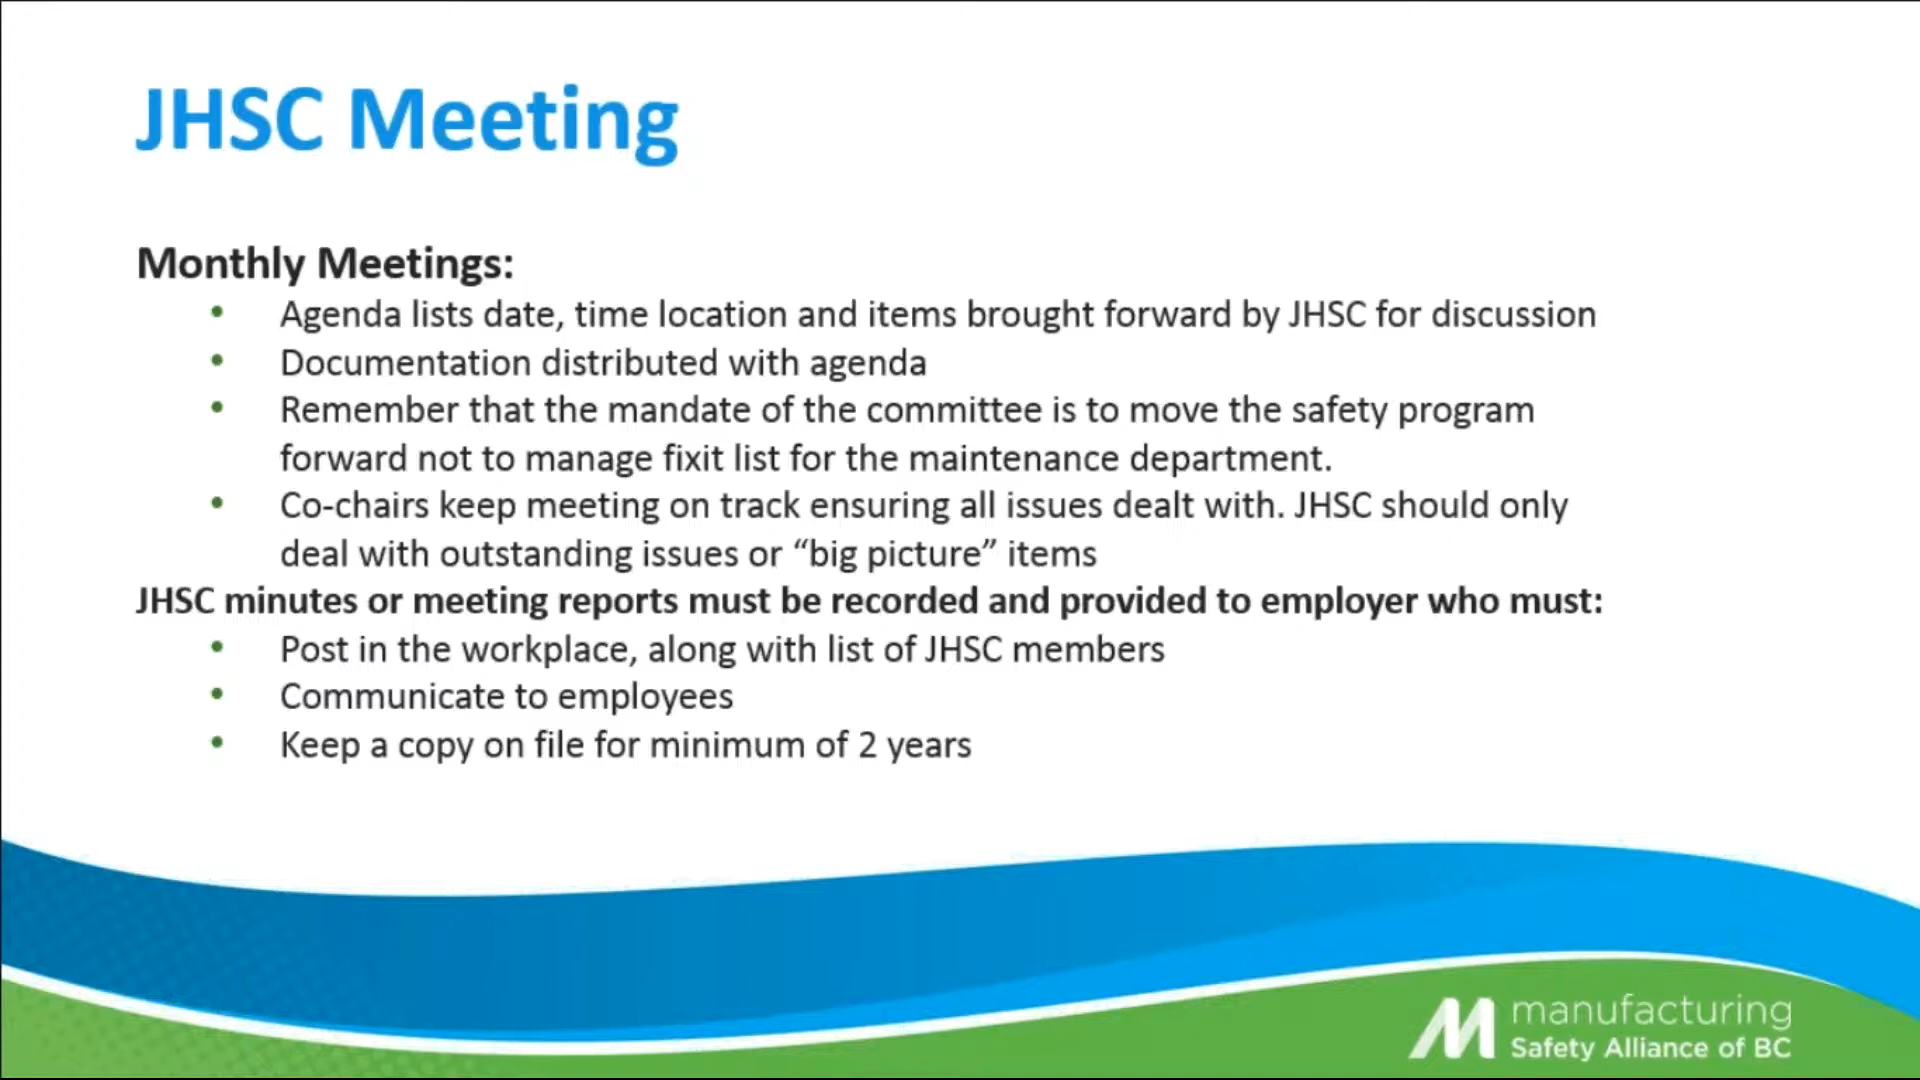 JHSC Meeting
Monthly Meetings:
• Agenda lists date, time location and items brought forward by JHSC for discussion
• Documentation distributed with agenda
• Remember that the mandate of the committee is to move the safety program
forward not to manage fixit list for the maintenance department.
• Co-chairs keep meeting on track ensuring all issues dealt with. JHSC should only
deal with outstanding issues or “big picture” items
JHSC minutes or meeting reports must be recorded and provided to employer who must:
• Post in the workplace, along with list of JHSC members
• Communicate to employees
• Keep a copy on file for minimum of 2 years
manufacturing
Safety Alliance of BC